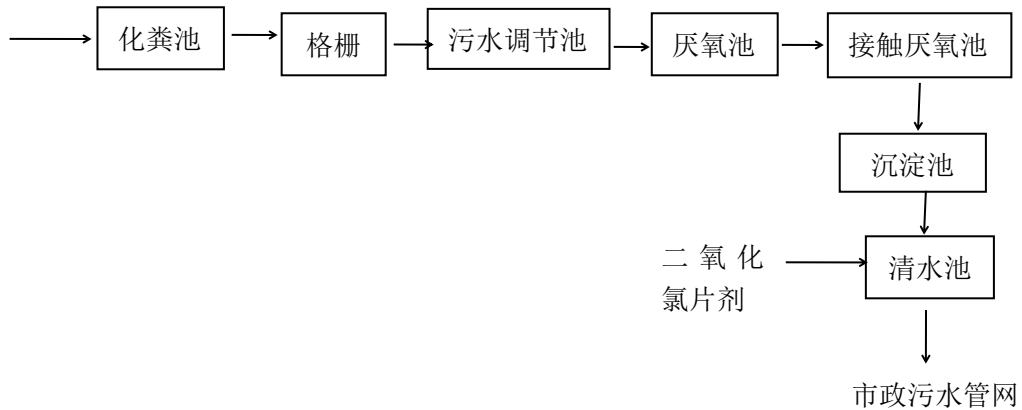 化粪池
格栅
污水调节池
厌氧池
接触厌氧池
沉淀池
二氧化
氯片剂
清水池
市政污水管网